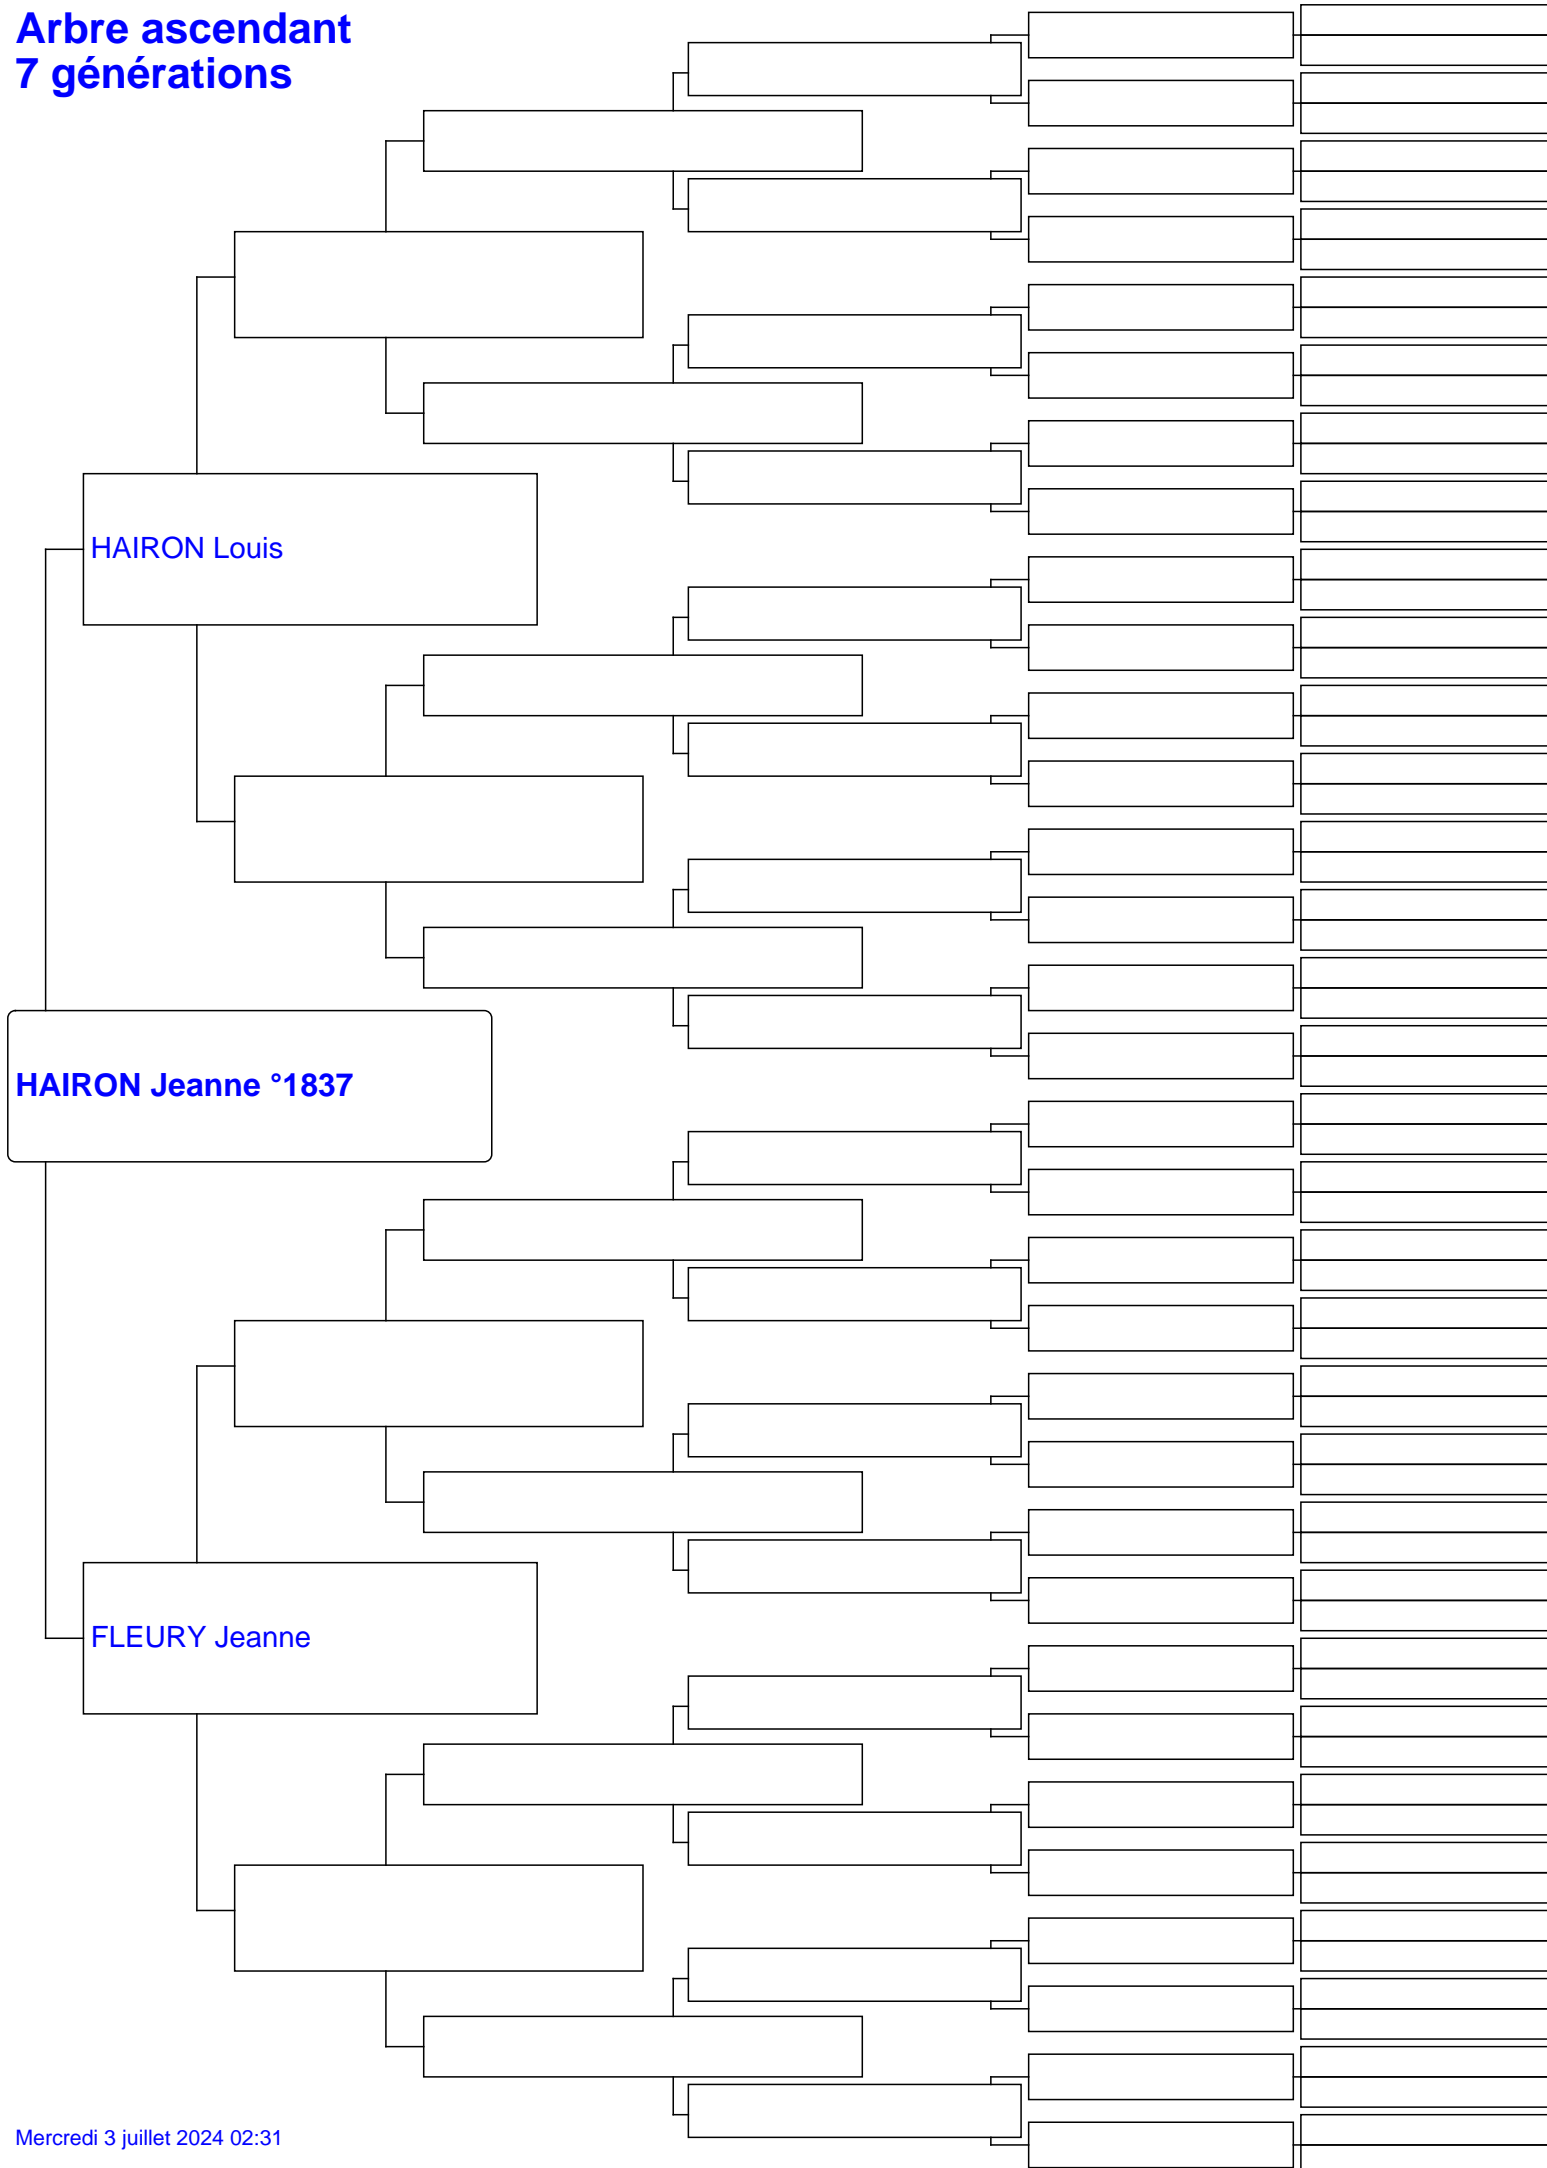 Arbre ascendant
7 générations
HAIRON Louis
HAIRON Jeanne °1837
FLEURY Jeanne
Mercredi 3 juillet 2024 02:31